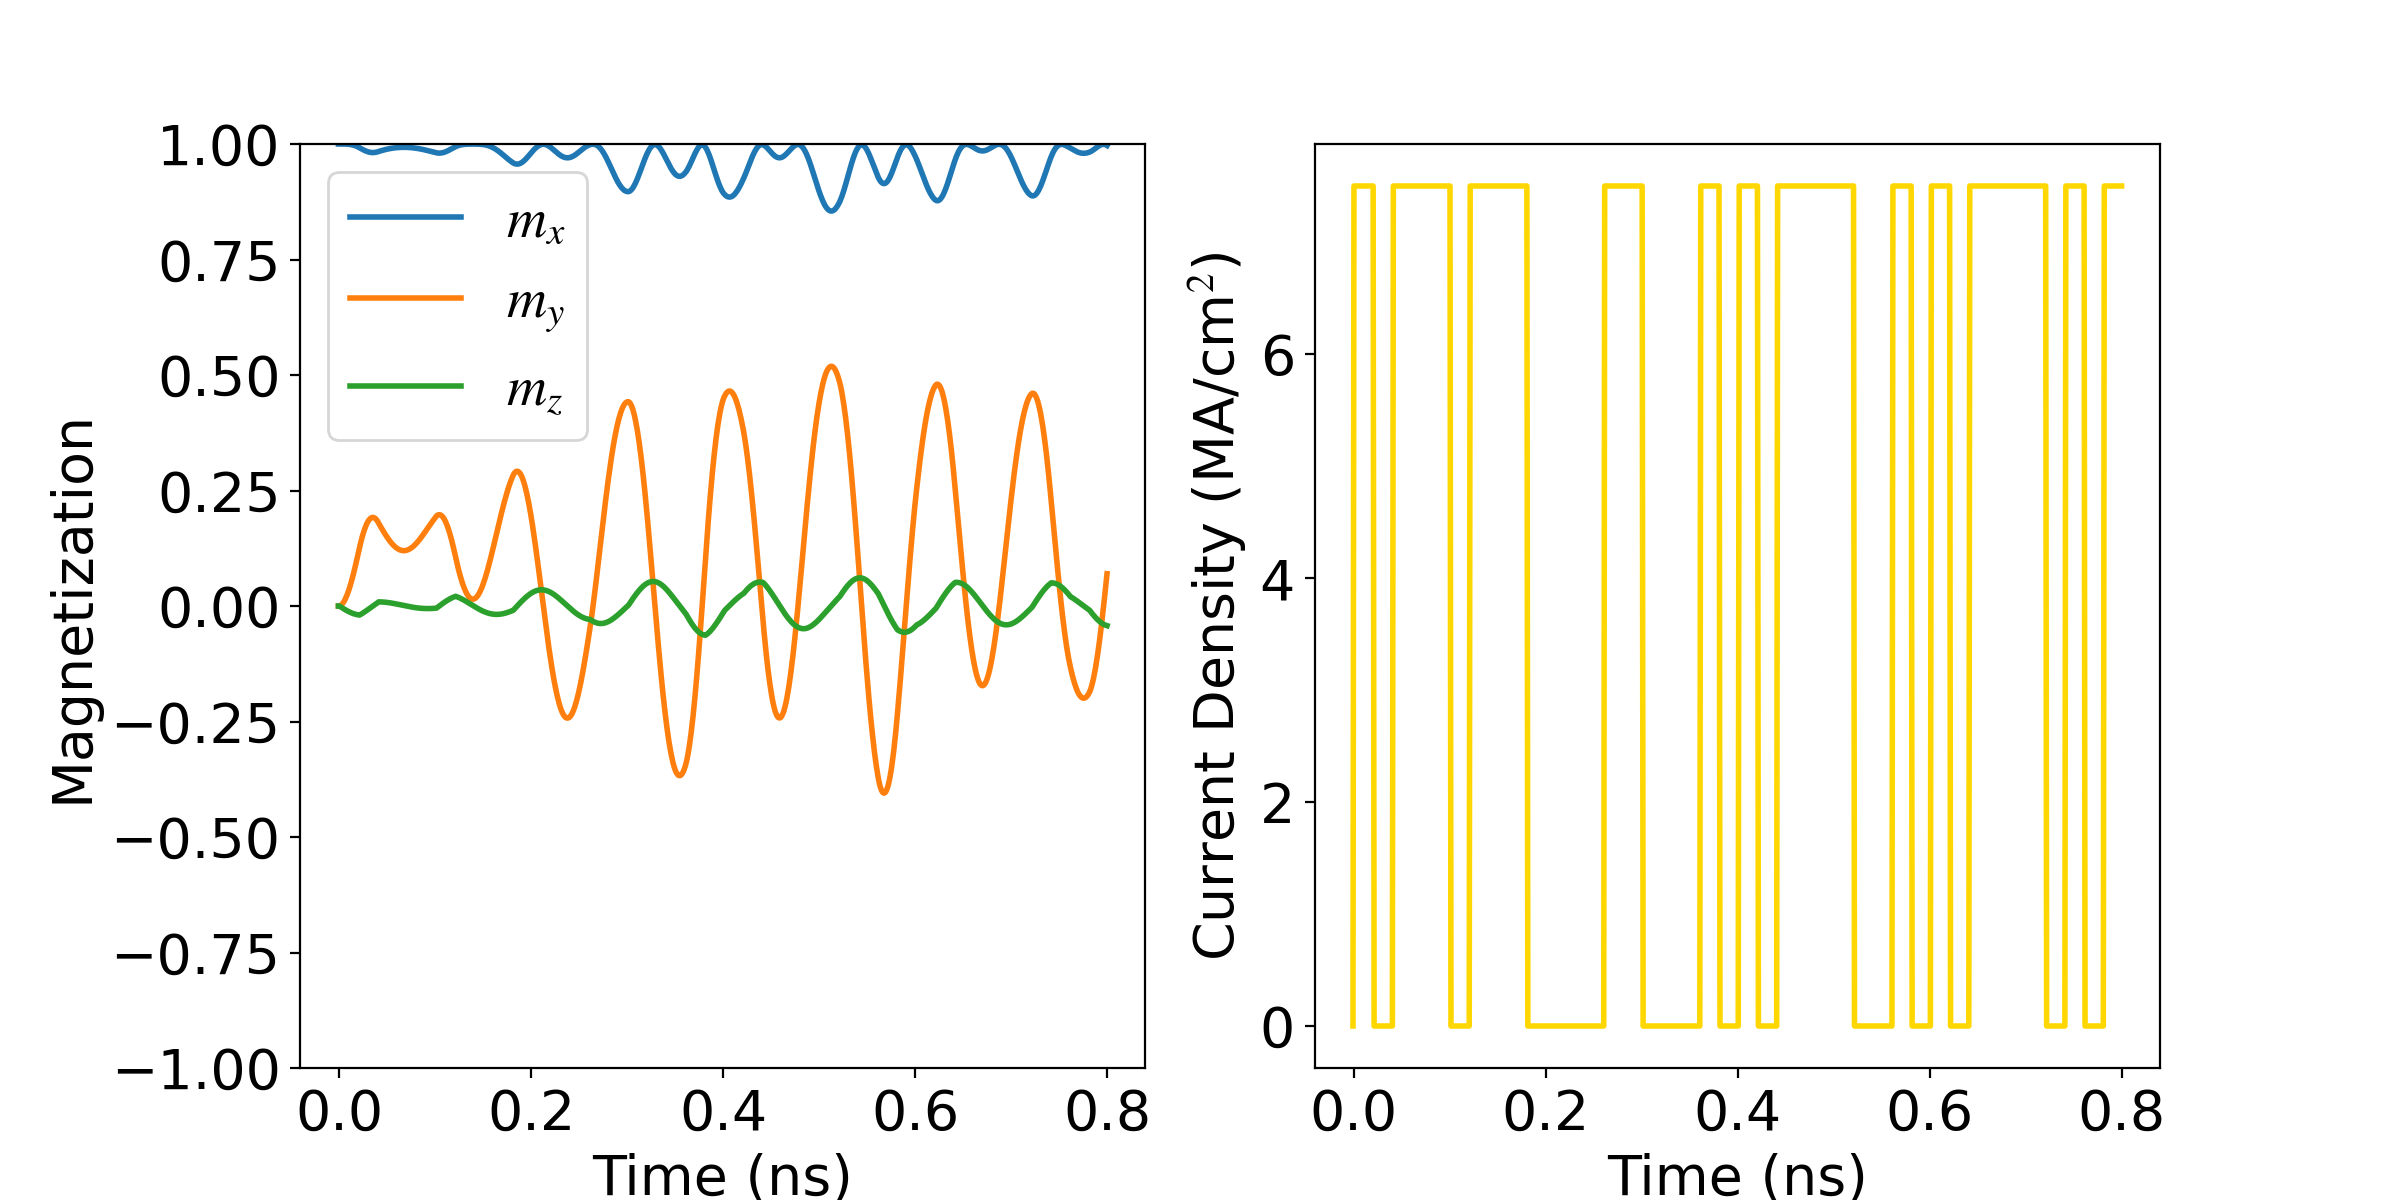 1.00
0.75
0.50
0.25
0.00
−0.25
−0.50
−0.75
−1.00
Magnetization
m_x
m_y
m_z
0.0 0.2 0.4 0.6 0.8
Time (ns)
6
4
2
0
Current Density (MA/cm²)
0.0 0.2 0.4 0.6 0.8
Time (ns)